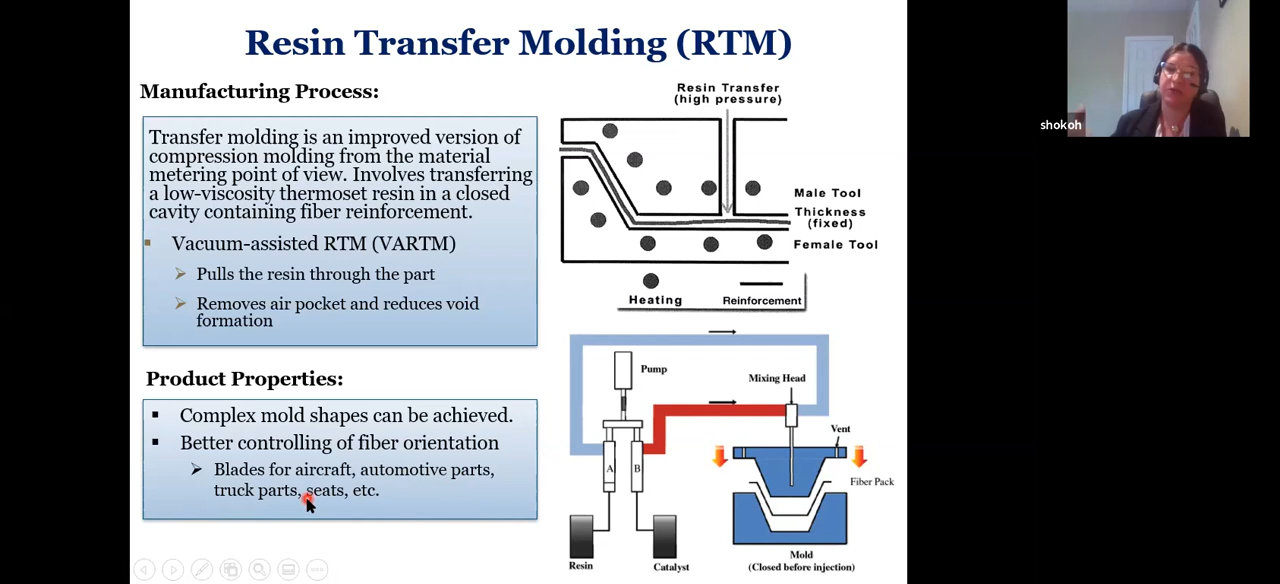 Resin Transfer Molding (RTM)
Manufacturing Process:
Transfer molding is an improved version of
compression molding from the material
metering point of view. Involves transferring
a low-viscosity thermoset resin in a closed
cavity containing fiber reinforcement.
Vacuum-assisted RTM (VARTM)
Pulls the resin through the part
Removes air pocket and reduces void
formation
Product Properties:
Complex mold shapes can be achieved.
Better controlling of fiber orientation
Blades for aircraft, automotive parts,
truck parts, seats, etc.
Resin Transfer
(high pressure)
Male Tool
Thickness
(fixed)
Female Tool
Heating
Reinforcement
Pump
Mixing Head
Vent
A
B
Fiber Pack
Resin
Catalyst
Mold
(Closed before injection)
shokoh